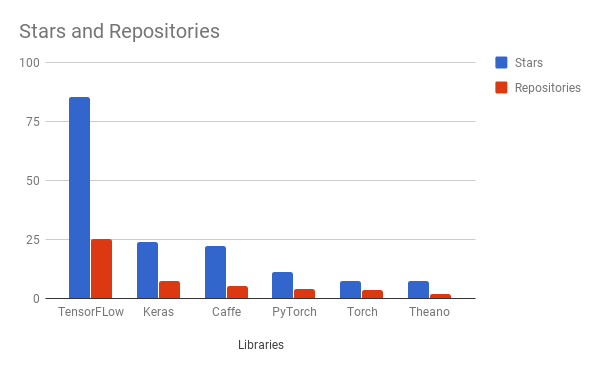 Stars and Repositories
100
75
50
25
0
Stars
Repositories
TensorFLow Keras Caffe PyTorch Torch Theano
Libraries